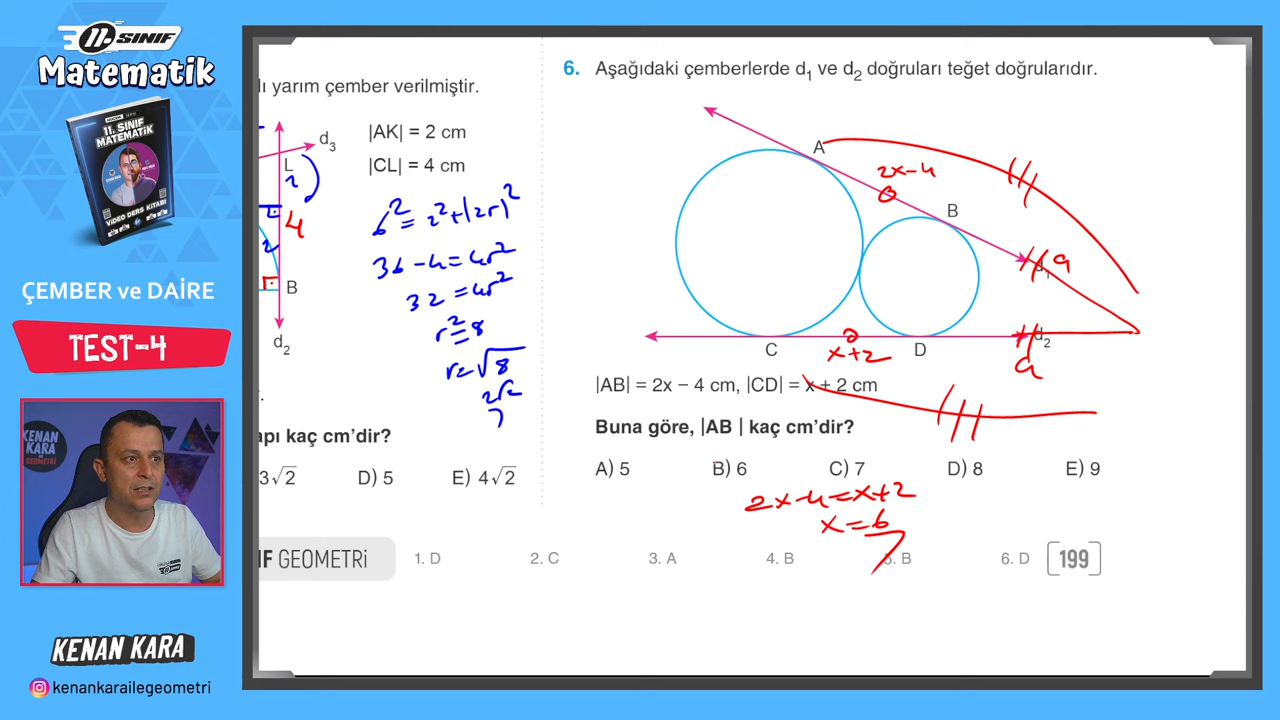 11. SINIF
Matematik
11. SINIF
MATEMATİK
VİDEO DERS KİTABI
ÇEMBER ve DAİRE
TEST-4
KENAN
KARA
GEOMETRİ
KENAN KARA
kenankarailegeometri
lı yarım çember verilmiştir.
|AK| = 2 cm
|CL| = 4 cm
d3
L
2
4
2
B
d2
6² = 2² + (2r)²
36 - 4 = 4r²
32 = 4r²
r² = 8
r = √8
2√2
apı kaç cm'dir?
3√2 D) 5 E) 4√2
6. Aşağıdaki çemberlerde d1 ve d2 doğruları teğet doğrularıdır.
A
2x-4
B
d1 a
C
x+2
D
d2
a
|AB| = 2x – 4 cm, |CD| = x + 2 cm
Buna göre, |AB | kaç cm'dir?
A) 5 B) 6 C) 7 D) 8 E) 9
2x-4=x+2
x=6
IF GEOMETRİ 1. D 2. C 3. A 4. B 5. B 6. D 199